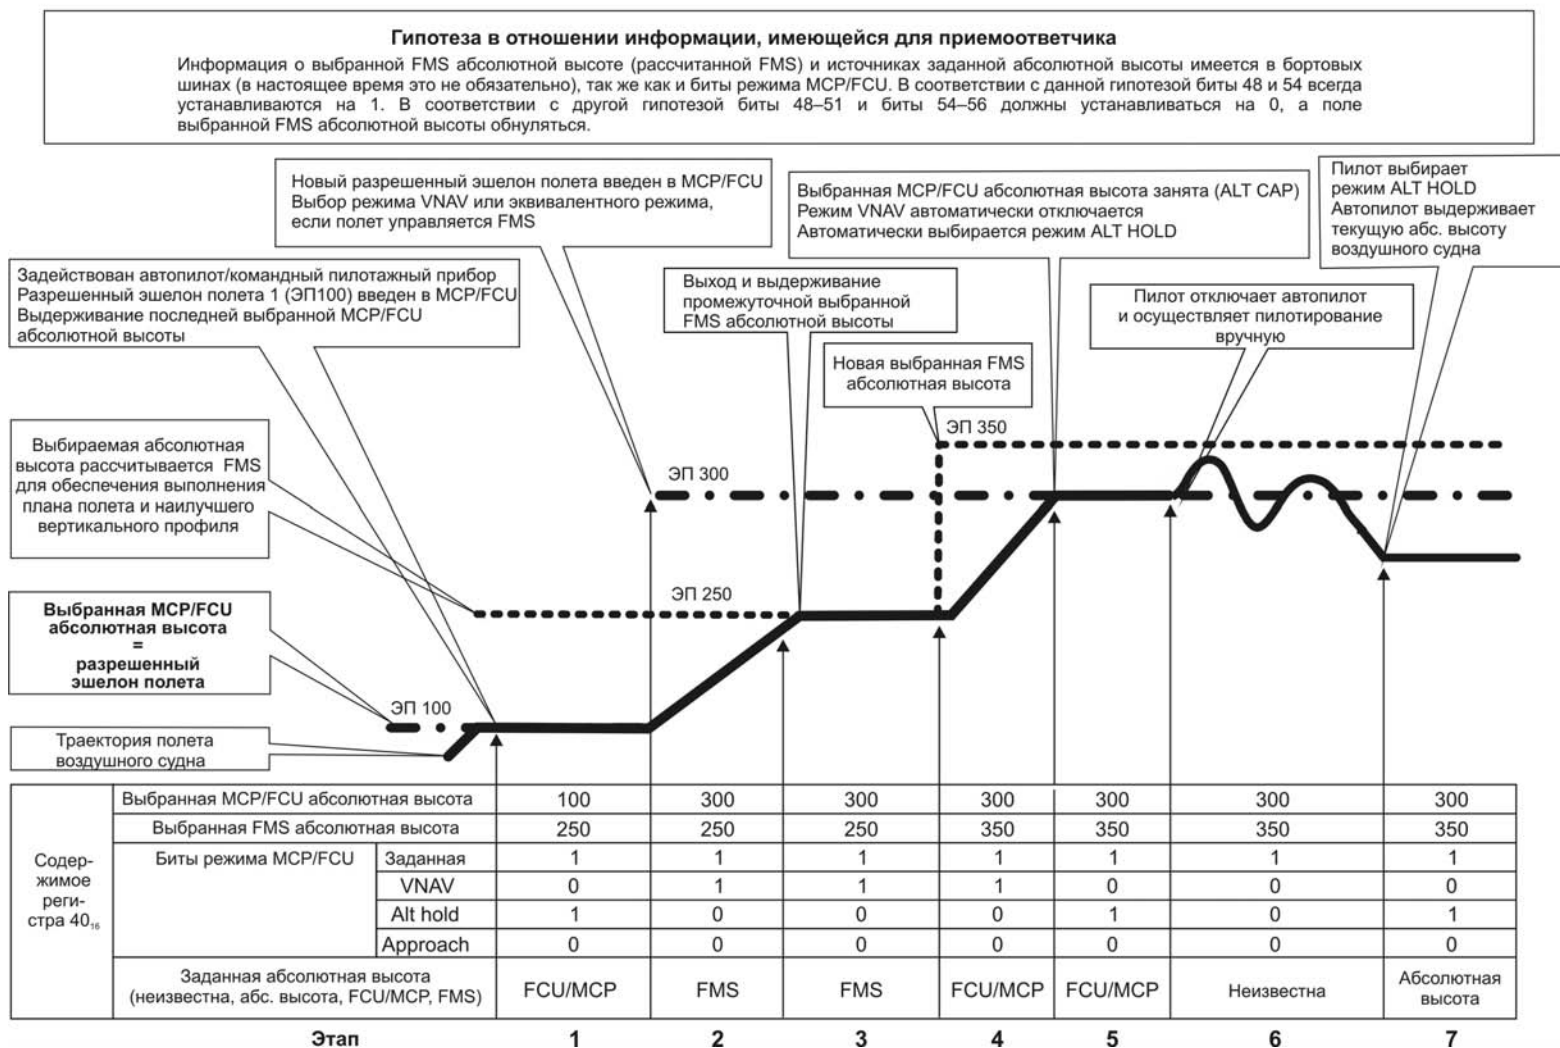 Гипотеза в отношении информации, имеющейся для приемоответчика
Информация о выбранной FMS абсолютной высоте (рассчитанной FMS) и источниках заданной абсолютной высоты имеется в бортовых
шинах (в настоящее время это не обязательно), так же как и биты режима MCP/FCU. В соответствии с данной гипотезой биты 48 и 54 всегда
устанавливаются на 1. В соответствии с другой гипотезой биты 48–51 и биты 54–56 должны устанавливаться на 0, а поле
выбранной FMS абсолютной высоты обнуляться.
Новый разрешенный эшелон полета введен в MCP/FCU
Выбор режима VNAV или эквивалентного режима,
если полет управляется FMS
Выбранная MCP/FCU абсолютная высота занята (ALT CAP)
Режим VNAV автоматически отключается
Автоматически выбирается режим ALT HOLD
Пилот выбирает
режим ALT HOLD
Автопилот выдерживает
текущую абс. высоту
воздушного судна
Задействован автопилот/командный пилотажный прибор
Разрешенный эшелон полета 1 (ЭП100) введен в MCP/FCU
Выдерживание последней выбранной MCP/FCU
абсолютной высоты
Выход и выдерживание
промежуточной выбранной
FMS абсолютной высоты
Пилот отключает автопилот
и осуществляет пилотирование
вручную
Новая выбранная FMS
абсолютная высота
Выбираемая абсолютная
высота рассчитывается FMS
для обеспечения выполнения
плана полета и наилучшего
вертикального профиля
ЭП 350
ЭП 300
ЭП 250
Выбранная MCP/FCU
абсолютная высота
=
разрешенный
эшелон полета
ЭП 100
Траектория полета
воздушного судна
Выбранная MCP/FCU абсолютная высота 100 300 300 300 300 300 300
Выбранная FMS абсолютная высота 250 250 250 350 350 350 350
Содер-
жимое
реги-
стра 40₁₆
Биты режима MCP/FCU Заданная 1 1 1 1 1 1 1
VNAV 0 1 1 1 0 0 0
Alt hold 1 0 0 0 1 0 1
Approach 0 0 0 0 0 0 0
Заданная абсолютная высота
(неизвестна, абс. высота, FCU/MCP, FMS)
FCU/MCP FMS FMS FCU/MCP FCU/MCP Неизвестна
Абсолютная
высота
Этап 1 2 3 4 5 6 7